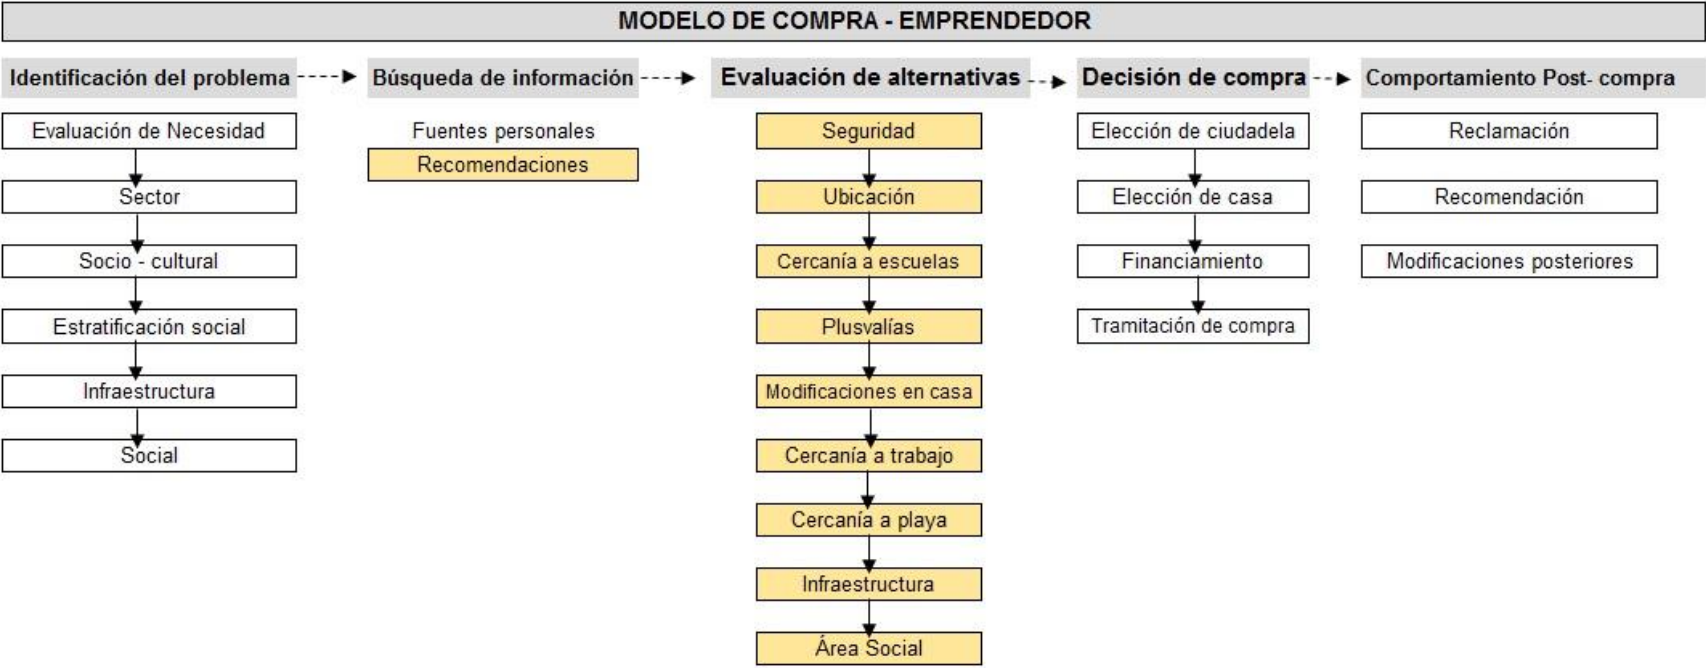 MODELO DE COMPRA - EMPRENDEDOR
Identificación del problema
Evaluación de Necesidad
Sector
Socio - cultural
Estratificación social
Infraestructura
Social
Búsqueda de información
Fuentes personales
Recomendaciones
Evaluación de alternativas
Seguridad
Ubicación
Cercanía a escuelas
Plusvalías
Modificaciones en casa
Cercanía a trabajo
Cercanía a playa
Infraestructura
Área Social
Decisión de compra
Elección de ciudadela
Elección de casa
Financiamiento
Tramitación de compra
Comportamiento Post- compra
Reclamación
Recomendación
Modificaciones posteriores